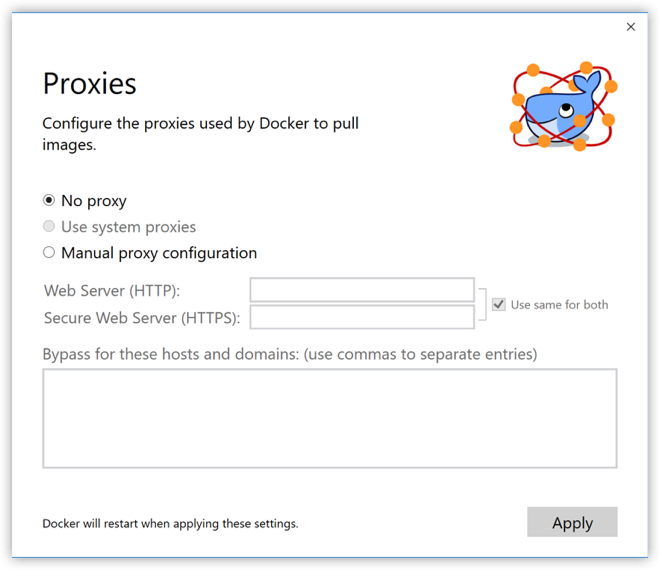 Proxies
Configure the proxies used by Docker to pull
images.
No proxy
Use system proxies
Manual proxy configuration
Web Server (HTTP):
Secure Web Server (HTTPS):
Use same for both
Bypass for these hosts and domains: (use commas to separate entries)
Docker will restart when applying these settings.
Apply